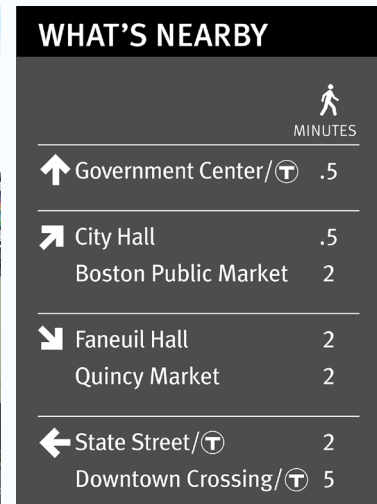 WHAT'S NEARBY
MINUTES
Government Center/Ⓣ .5
City Hall .5
Boston Public Market 2
Faneuil Hall 2
Quincy Market 2
State Street/Ⓣ 2
Downtown Crossing/Ⓣ 5